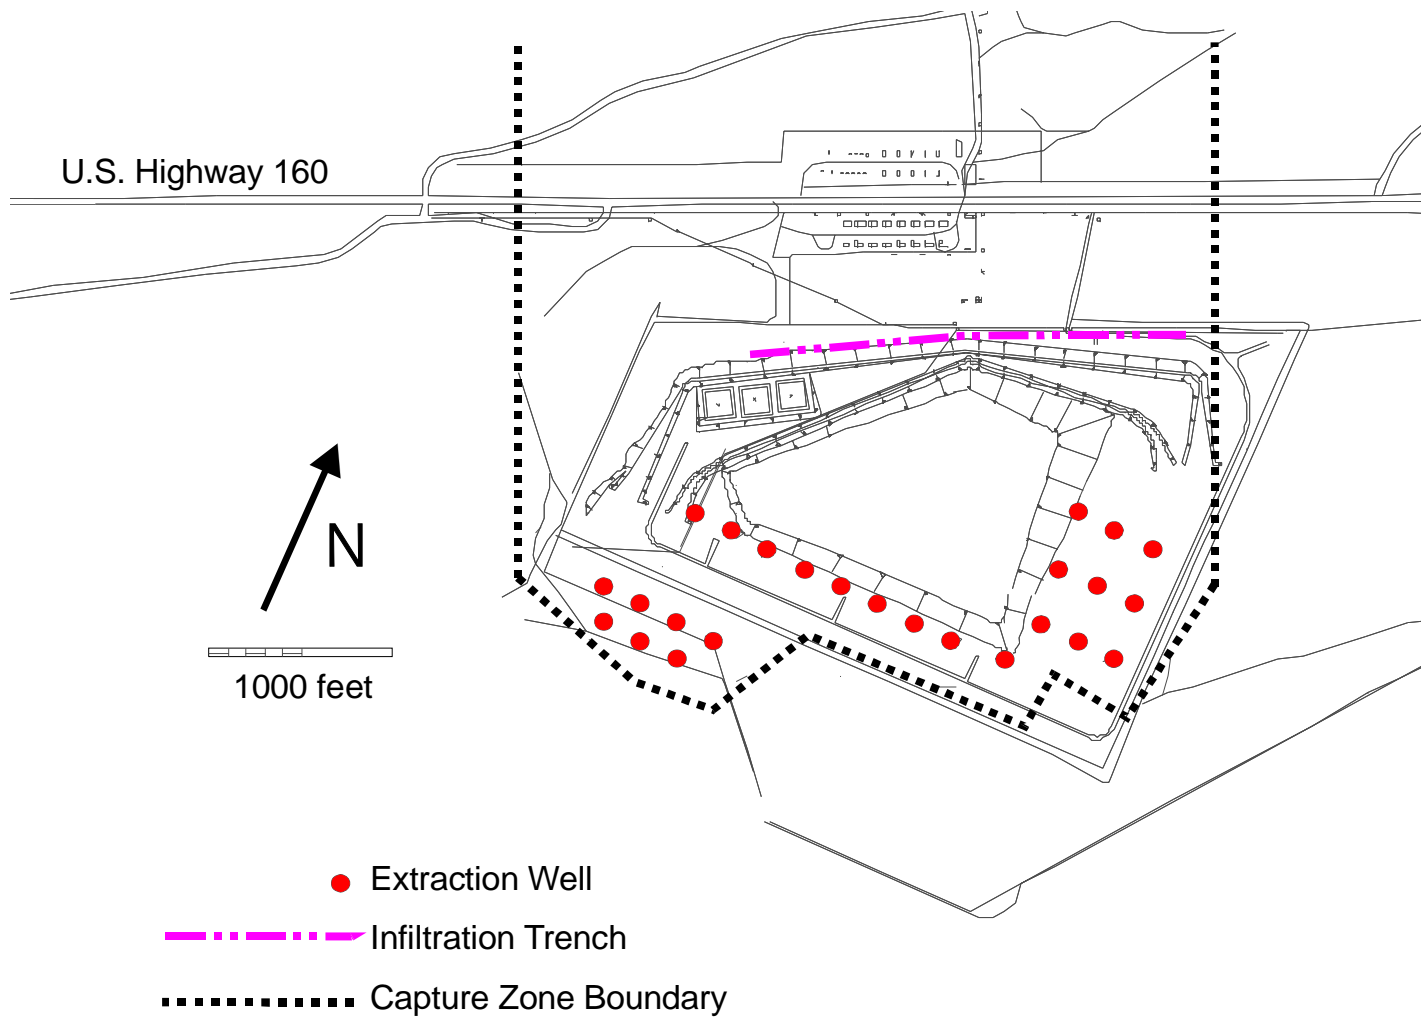 U.S. Highway 160
N
1000 feet
Extraction Well
Infiltration Trench
Capture Zone Boundary